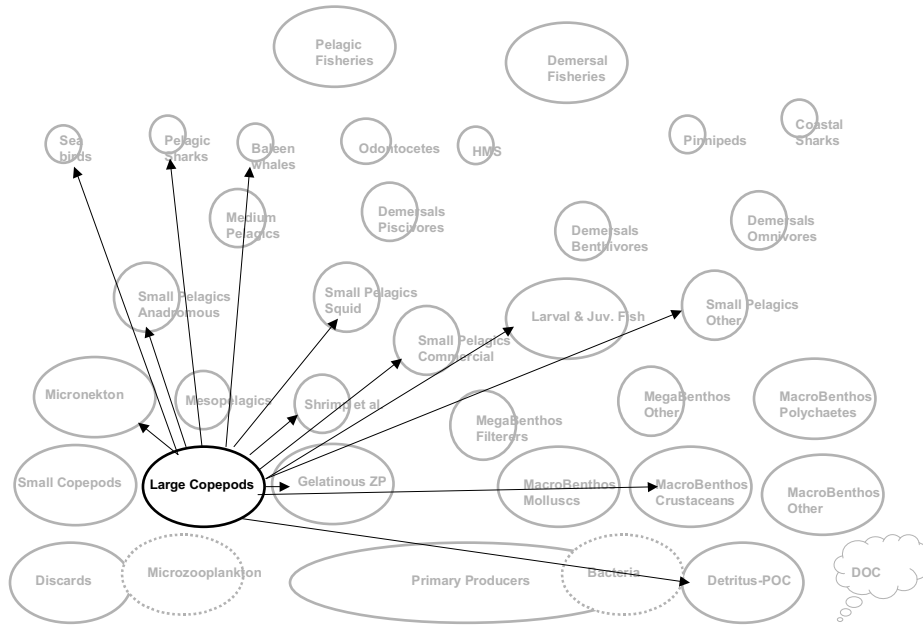 Pelagic
Fisheries
Demersal
Fisheries
Sea
birds
Pelagic
Sharks
Baleen
whales
Odontocetes
HMS
Pinnipeds
Coastal
Sharks
Medium
Pelagics
Demersals
Piscivores
Demersals
Benthivores
Demersals
Omnivores
Small Pelagics
Anadromous
Small Pelagics
Squid
Small Pelagics
Commercial
Larval & Juv. Fish
Small Pelagics
Other
Micronekton
Mesopelagics
Shrimp et al
MegaBenthos
Filterers
MegaBenthos
Other
MacroBenthos
Polychaetes
Small Copepods
Large Copepods
Gelatinous ZP
MacroBenthos
Molluscs
MacroBenthos
Crustaceans
MacroBenthos
Other
Discards
Microzooplankton
Primary Producers
Bacteria
Detritus-POC
DOC